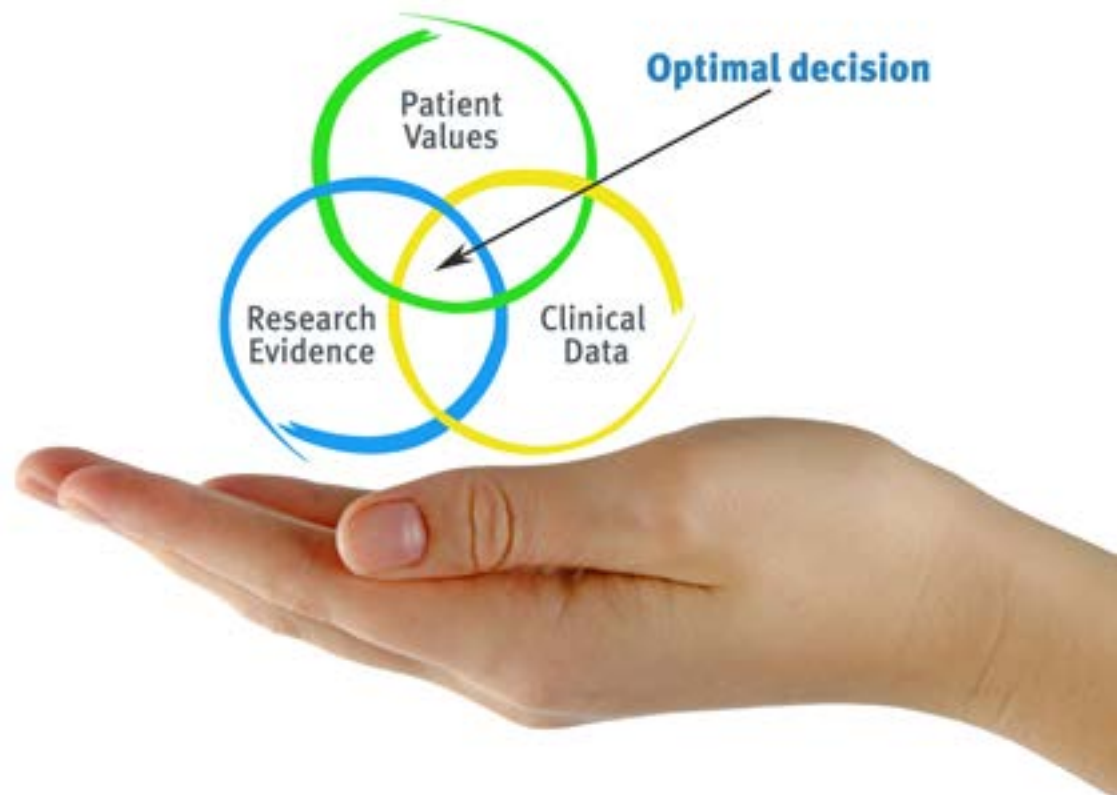 Optimal decision
Patient
Values
Research
Evidence
Clinical
Data